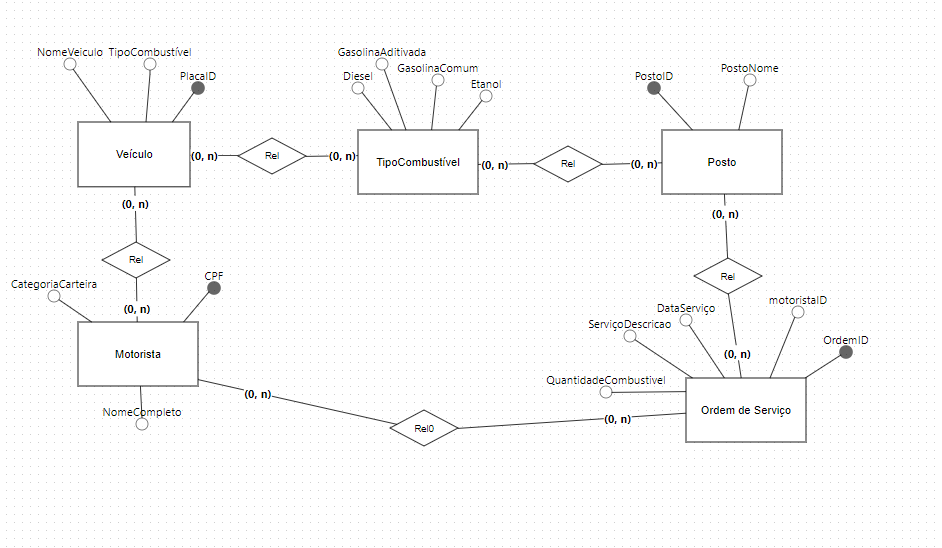 NomeVeiculo TipoCombustível
PlacaID
Veículo
(0, n)
Rel
(0, n)
GasolinaAditivada
GasolinaComum
Diesel
Etanol
TipoCombustível
(0, n)
Rel
(0, n)
PostoID
PostoNome
Posto
(0, n)
Rel
(0, n)
(0, n)
Rel
(0, n)
CategoriaCarteira
CPF
Motorista
NomeCompleto
(0, n)
Rel0
(0, n)
motoristaID
DataServiço
ServiçoDescricao
OrdemID
QuantidadeCombustivel
Ordem de Serviço